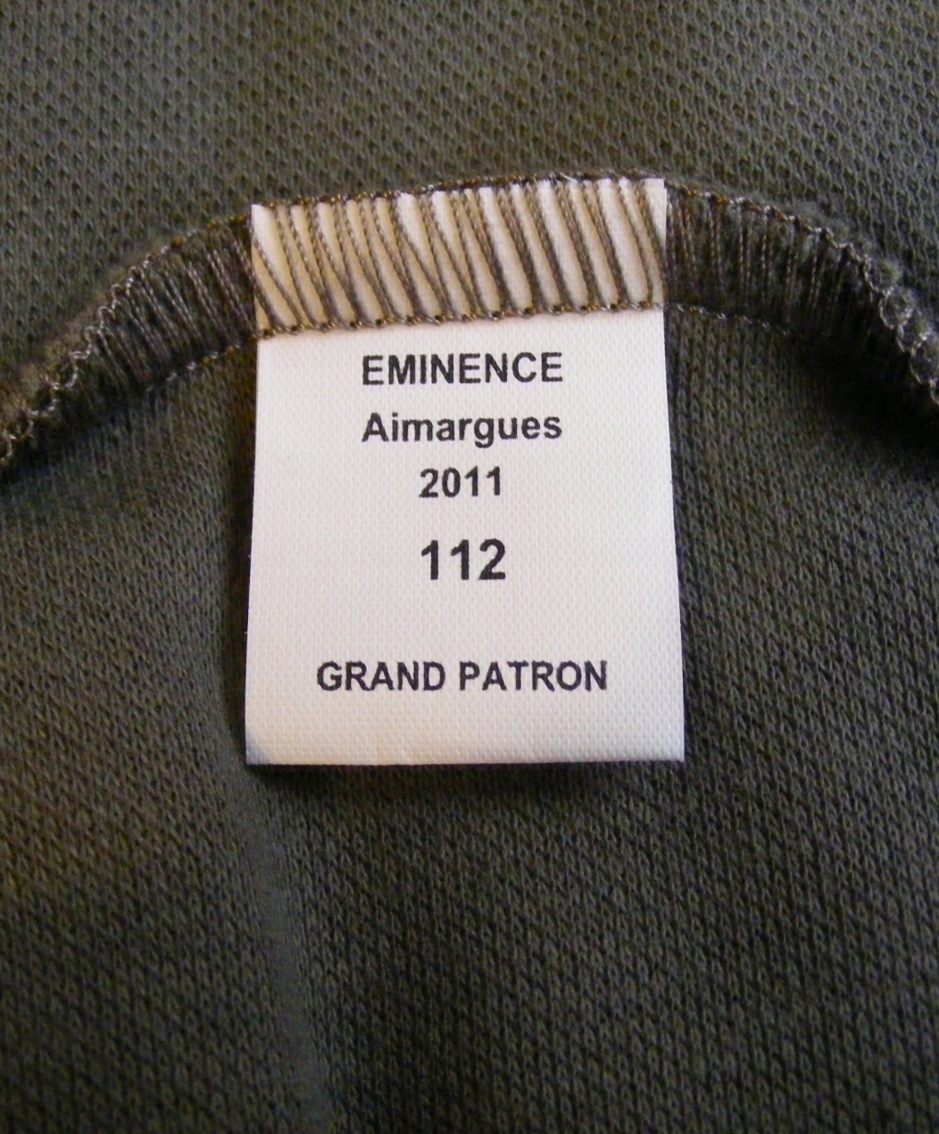 EMINENCE
Aimargues
2011
112
GRAND PATRON